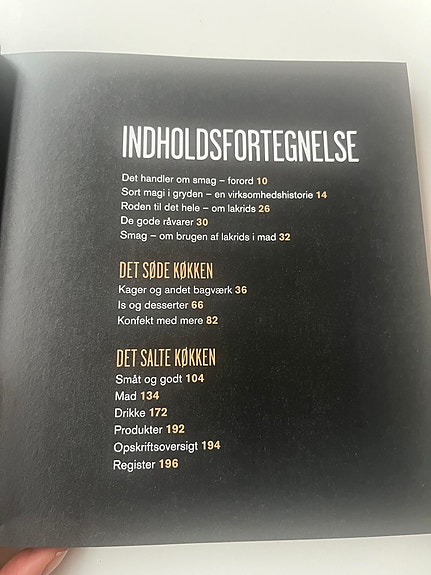 INDHOLDSFORTEGNELSE
Det handler om smag – forord 10
Sort magi i gryden – en virksomhedshistorie 14
Roden til det hele – om lakrids 26
De gode råvarer 30
Smag – om brugen af lakrids i mad 32
DET SØDE KØKKEN
Kager og andet bagværk 36
Is og desserter 66
Konfekt med mere 82
DET SALTE KØKKEN
Småt og godt 104
Mad 134
Drikke 172
Produkter 192
Opskriftsoversigt 194
Register 196